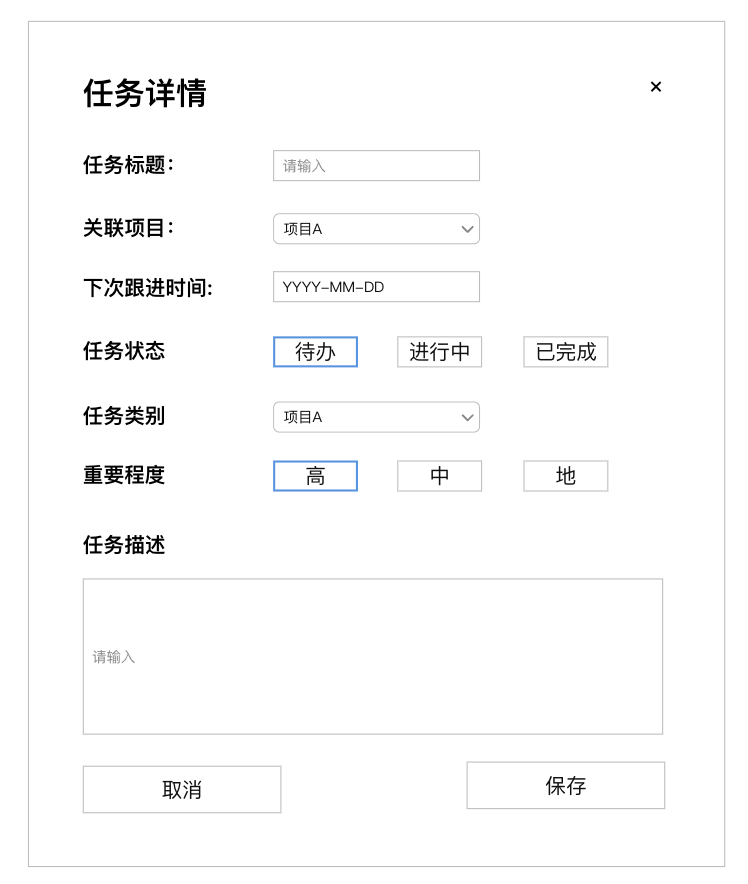 任务详情 ×
任务标题： 请输入
关联项目： 项目A
下次跟进时间: YYYY-MM-DD
任务状态 待办 进行中 已完成
任务类别 项目A
重要程度 高 中 地
任务描述
请输入
取消 保存